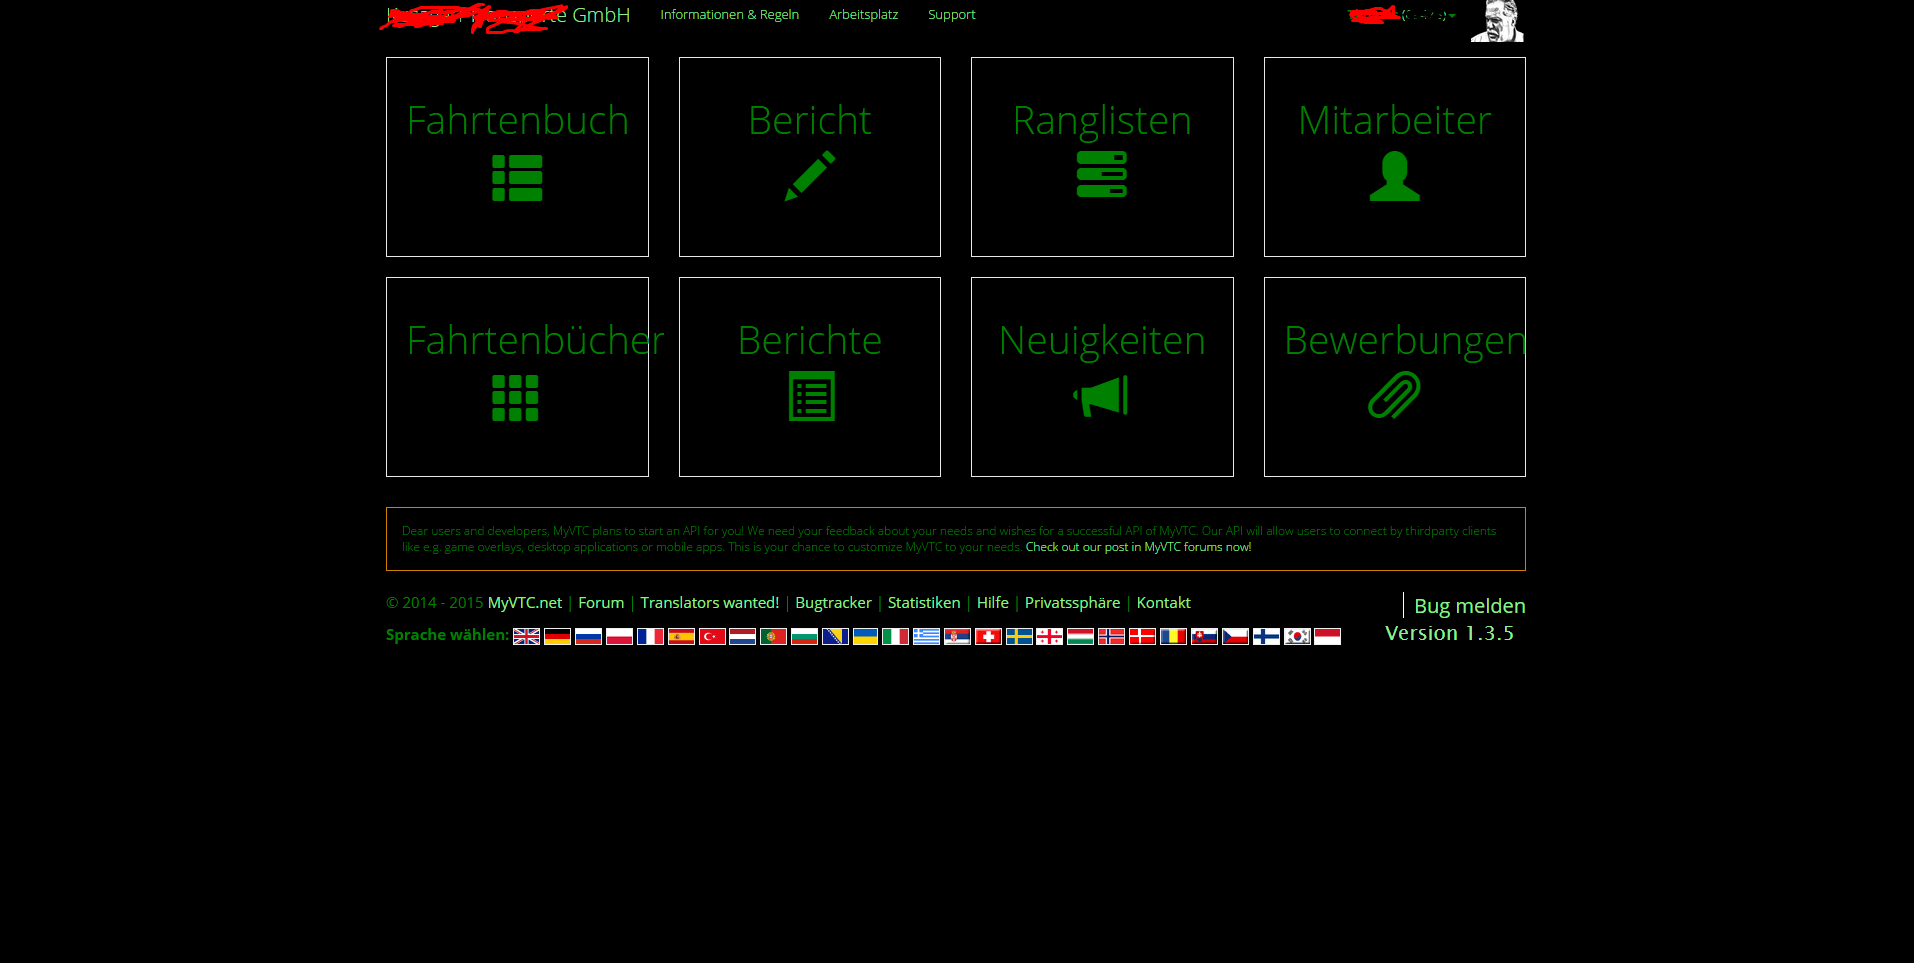 GmbH Informationen & Regeln Arbeitsplatz Support
Fahrtenbuch Bericht Ranglisten Mitarbeiter
Fahrtenbücher Berichte Neuigkeiten Bewerbungen
Dear users and developers, MyVTC plans to start an API for you! We need your feedback about your needs and wishes for a successful API of MyVTC. Our API will allow users to connect by thirdparty clients
like e.g. game overlays, desktop applications or mobile apps. This is your chance to customize MyVTC to your needs. Check out our post in MyVTC forums now!
© 2014 - 2015 MyVTC.net | Forum | Translators wanted! | Bugtracker | Statistiken | Hilfe | Privatssphäre | Kontakt
Bug melden
Sprache wählen:
Version 1.3.5